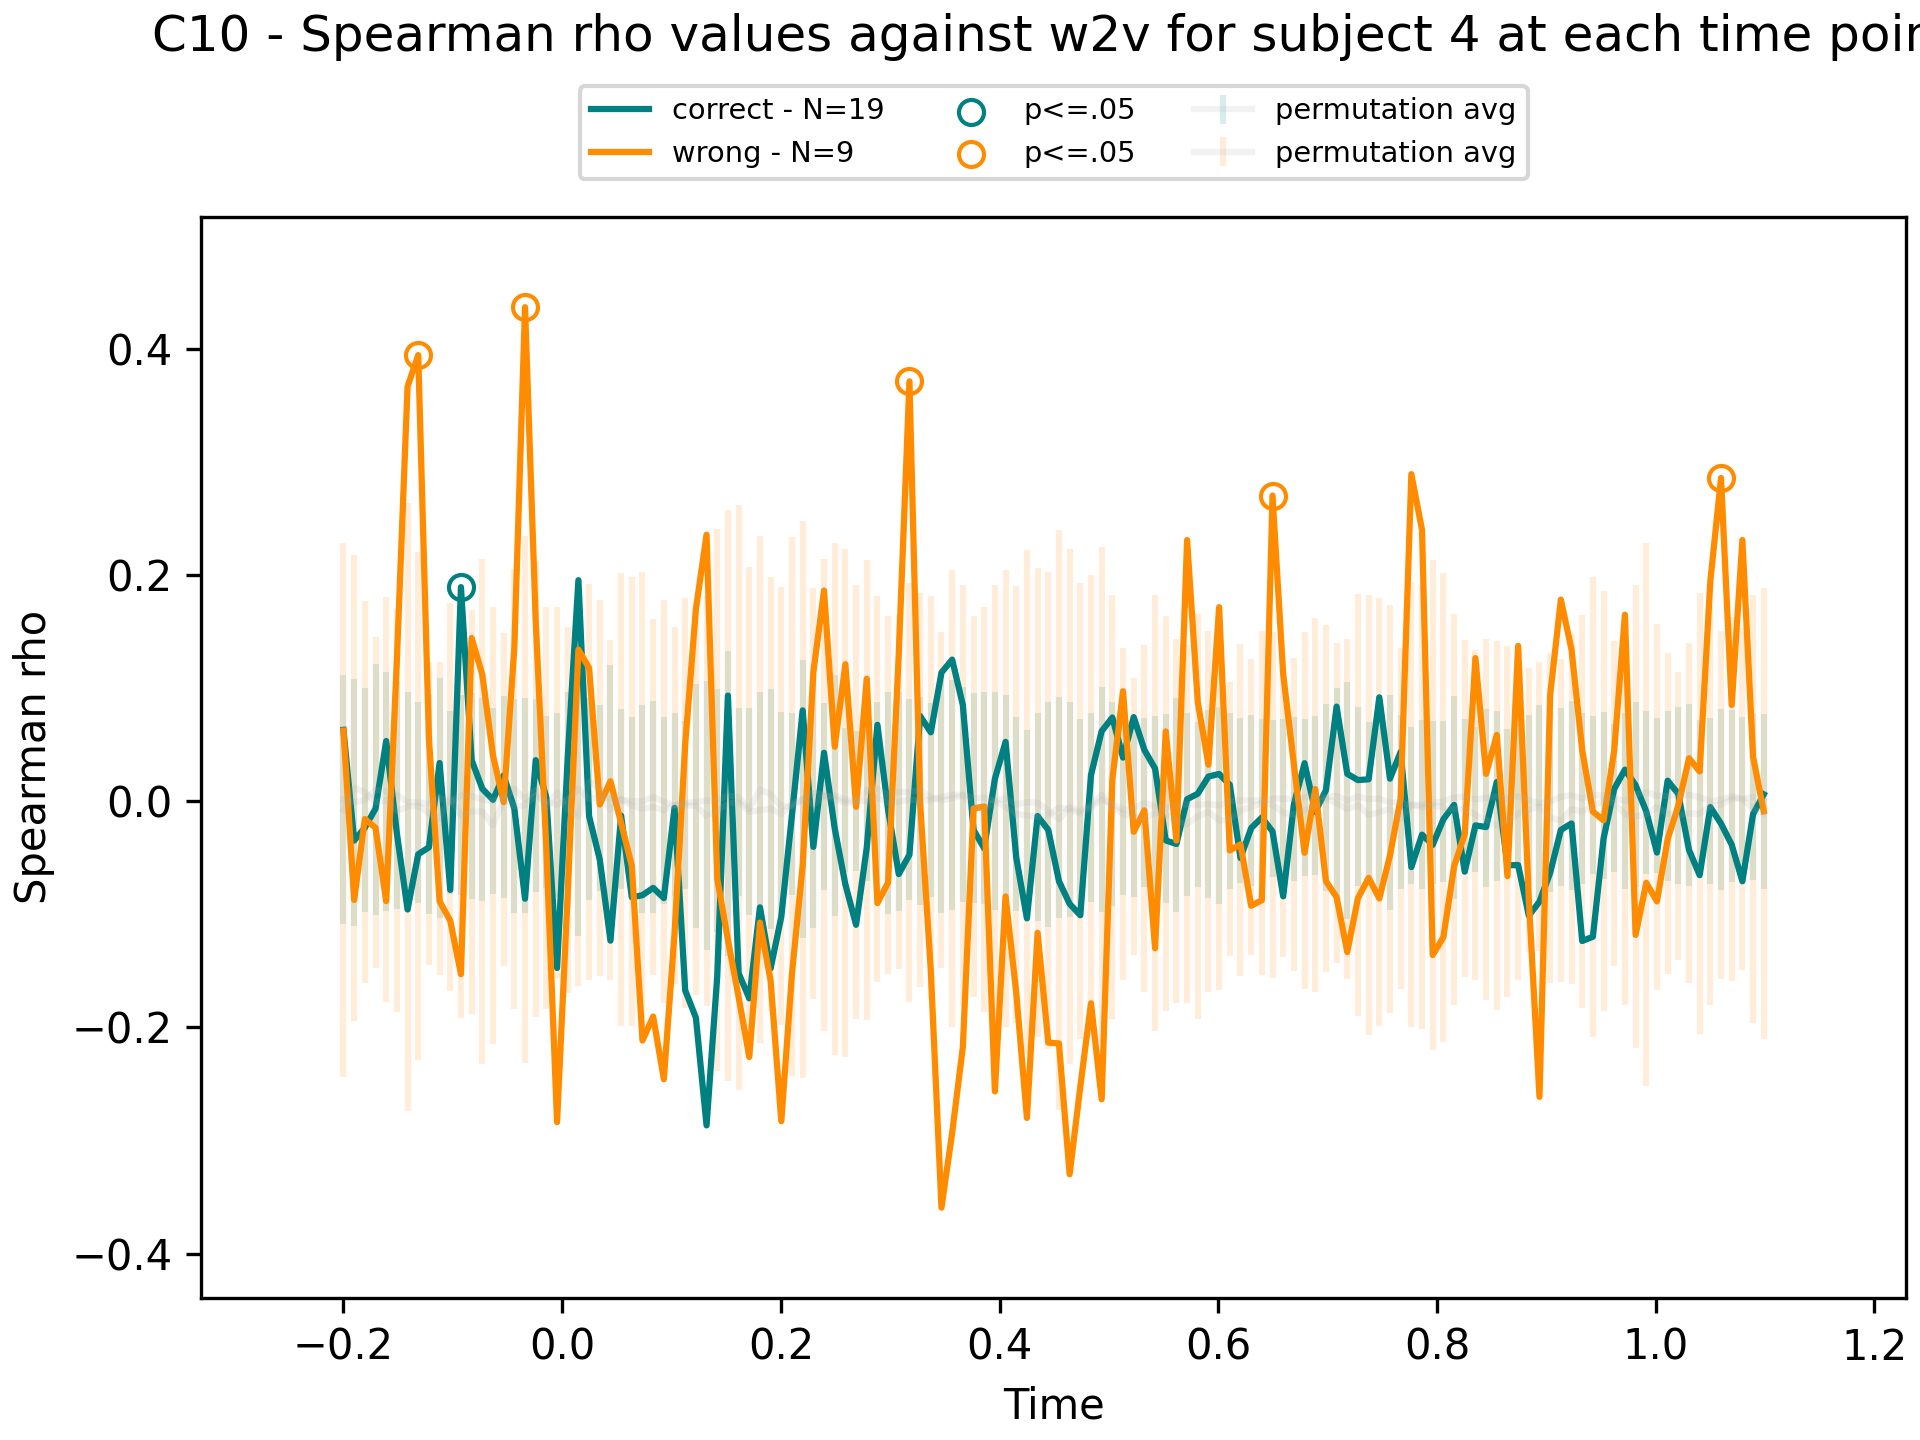 C10 - Spearman rho values against w2v for subject 4 at each time poin
correct - N=19
wrong - N=9
p<=.05
p<=.05
permutation avg
permutation avg
Spearman rho
0.4
0.2
0.0
−0.2
−0.4
−0.2 0.0 0.2 0.4 0.6 0.8 1.0 1.2
Time